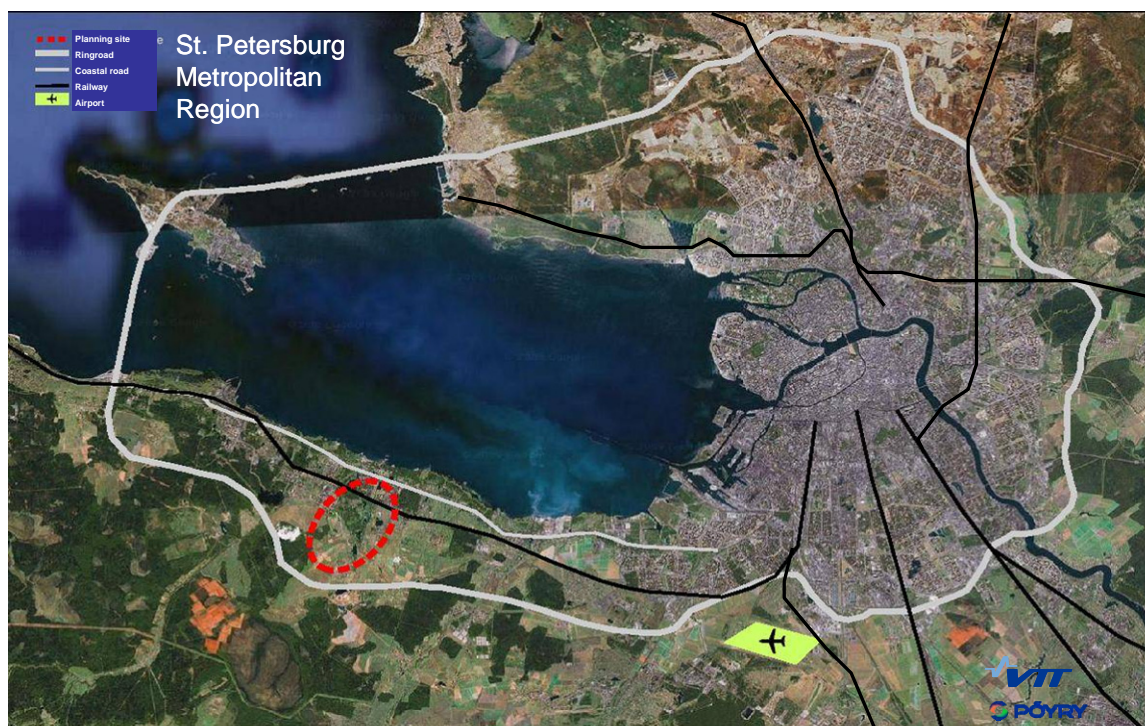 Planning site
Ringroad
Coastal road
Railway
Airport
e
St. Petersburg
Metropolitan
Region
VTT
PÖYRY